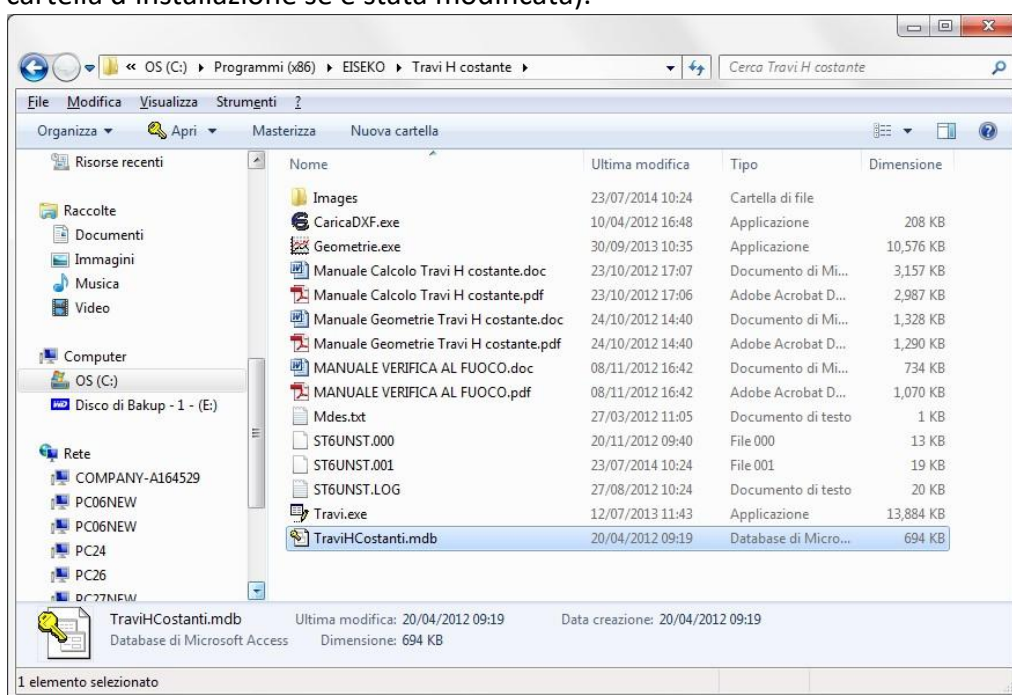 cartella d'installazione se è stata modificata).
« OS (C:) ▸ Programmi (x86) ▸ EISEKO ▸ Travi H costante ▸ Cerca Travi H costante
File Modifica Visualizza Strumenti ?
Organizza Apri Masterizza Nuova cartella
Risorse recenti
Raccolte
Documenti
Immagini
Musica
Video
Computer
OS (C:)
Disco di Bakup - 1 - (E:)
Rete
COMPANY-A164529
PC06NEW
PC06NEW
PC24
PC26
PC27NEW
Nome Ultima modifica Tipo Dimensione
Images 23/07/2014 10:24 Cartella di file
CaricaDXF.exe 10/04/2012 16:48 Applicazione 208 KB
Geometrie.exe 30/09/2013 10:35 Applicazione 10,576 KB
Manuale Calcolo Travi H costante.doc 23/10/2012 17:07 Documento di Mi... 3,157 KB
Manuale Calcolo Travi H costante.pdf 23/10/2012 17:06 Adobe Acrobat D... 2,987 KB
Manuale Geometrie Travi H costante.doc 24/10/2012 14:40 Documento di Mi... 1,328 KB
Manuale Geometrie Travi H costante.pdf 24/10/2012 14:40 Adobe Acrobat D... 1,290 KB
MANUALE VERIFICA AL FUOCO.doc 08/11/2012 16:42 Documento di Mi... 734 KB
MANUALE VERIFICA AL FUOCO.pdf 08/11/2012 16:42 Adobe Acrobat D... 1,070 KB
Mdes.txt 27/03/2012 11:05 Documento di testo 1 KB
ST6UNST.000 20/11/2012 09:40 File 000 13 KB
ST6UNST.001 23/07/2014 10:24 File 001 19 KB
ST6UNST.LOG 27/08/2012 10:24 Documento di testo 20 KB
Travi.exe 12/07/2013 11:43 Applicazione 13,884 KB
TraviHCostanti.mdb 20/04/2012 09:19 Database di Micro... 694 KB
TraviHCostanti.mdb Ultima modifica: 20/04/2012 09:19 Data creazione: 20/04/2012 09:19
Database di Microsoft Access Dimensione: 694 KB
1 elemento selezionato